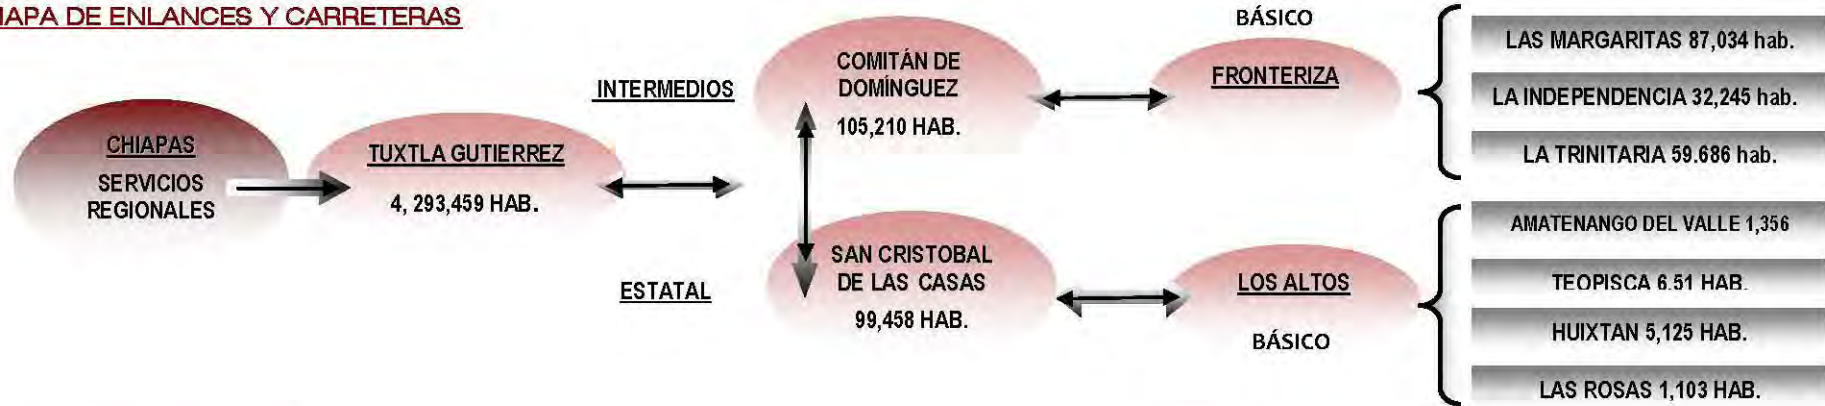 MAPA DE ENLANCES Y CARRETERAS
CHIAPAS
SERVICIOS
REGIONALES
TUXTLA GUTIERREZ
4, 293,459 HAB.
INTERMEDIOS
ESTATAL
COMITÁN DE
DOMÍNGUEZ
105,210 HAB.
SAN CRISTOBAL
DE LAS CASAS
99,458 HAB.
BÁSICO
FRONTERIZA
LOS ALTOS
BÁSICO
LAS MARGARITAS 87,034 hab.
LA INDEPENDENCIA 32,245 hab.
LA TRINITARIA 59.686 hab.
AMATENANGO DEL VALLE 1,356
TEOPISCA 6.51 HAB.
HUIXTAN 5,125 HAB.
LAS ROSAS 1,103 HAB.